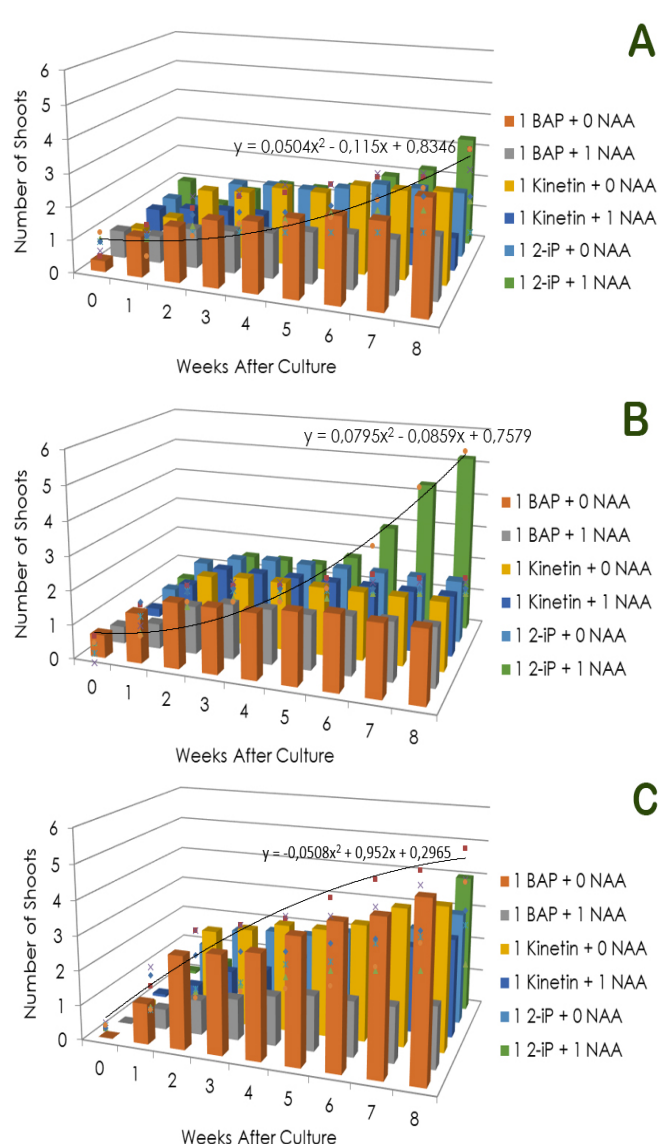 A
6
5
4
3
2
1
0
Number of Shoots
y = 0,0504x² - 0,115x + 0,8346
0 1 2 3 4 5 6 7 8
Weeks After Culture
1 BAP + 0 NAA
1 BAP + 1 NAA
1 Kinetin + 0 NAA
1 Kinetin + 1 NAA
1 2-iP + 0 NAA
1 2-iP + 1 NAA
B
6
5
4
3
2
1
0
Number of Shoots
y = 0,0795x² - 0,0859x + 0,7579
0 1 2 3 4 5 6 7 8
Weeks After Culture
1 BAP + 0 NAA
1 BAP + 1 NAA
1 Kinetin + 0 NAA
1 Kinetin + 1 NAA
1 2-iP + 0 NAA
1 2-iP + 1 NAA
C
6
5
4
3
2
1
0
Number of Shoots
y = -0,0508x² + 0,952x + 0,2965
0 1 2 3 4 5 6 7 8
Weeks After Culture
1 BAP + 0 NAA
1 BAP + 1 NAA
1 Kinetin + 0 NAA
1 Kinetin + 1 NAA
1 2-iP + 0 NAA
1 2-iP + 1 NAA